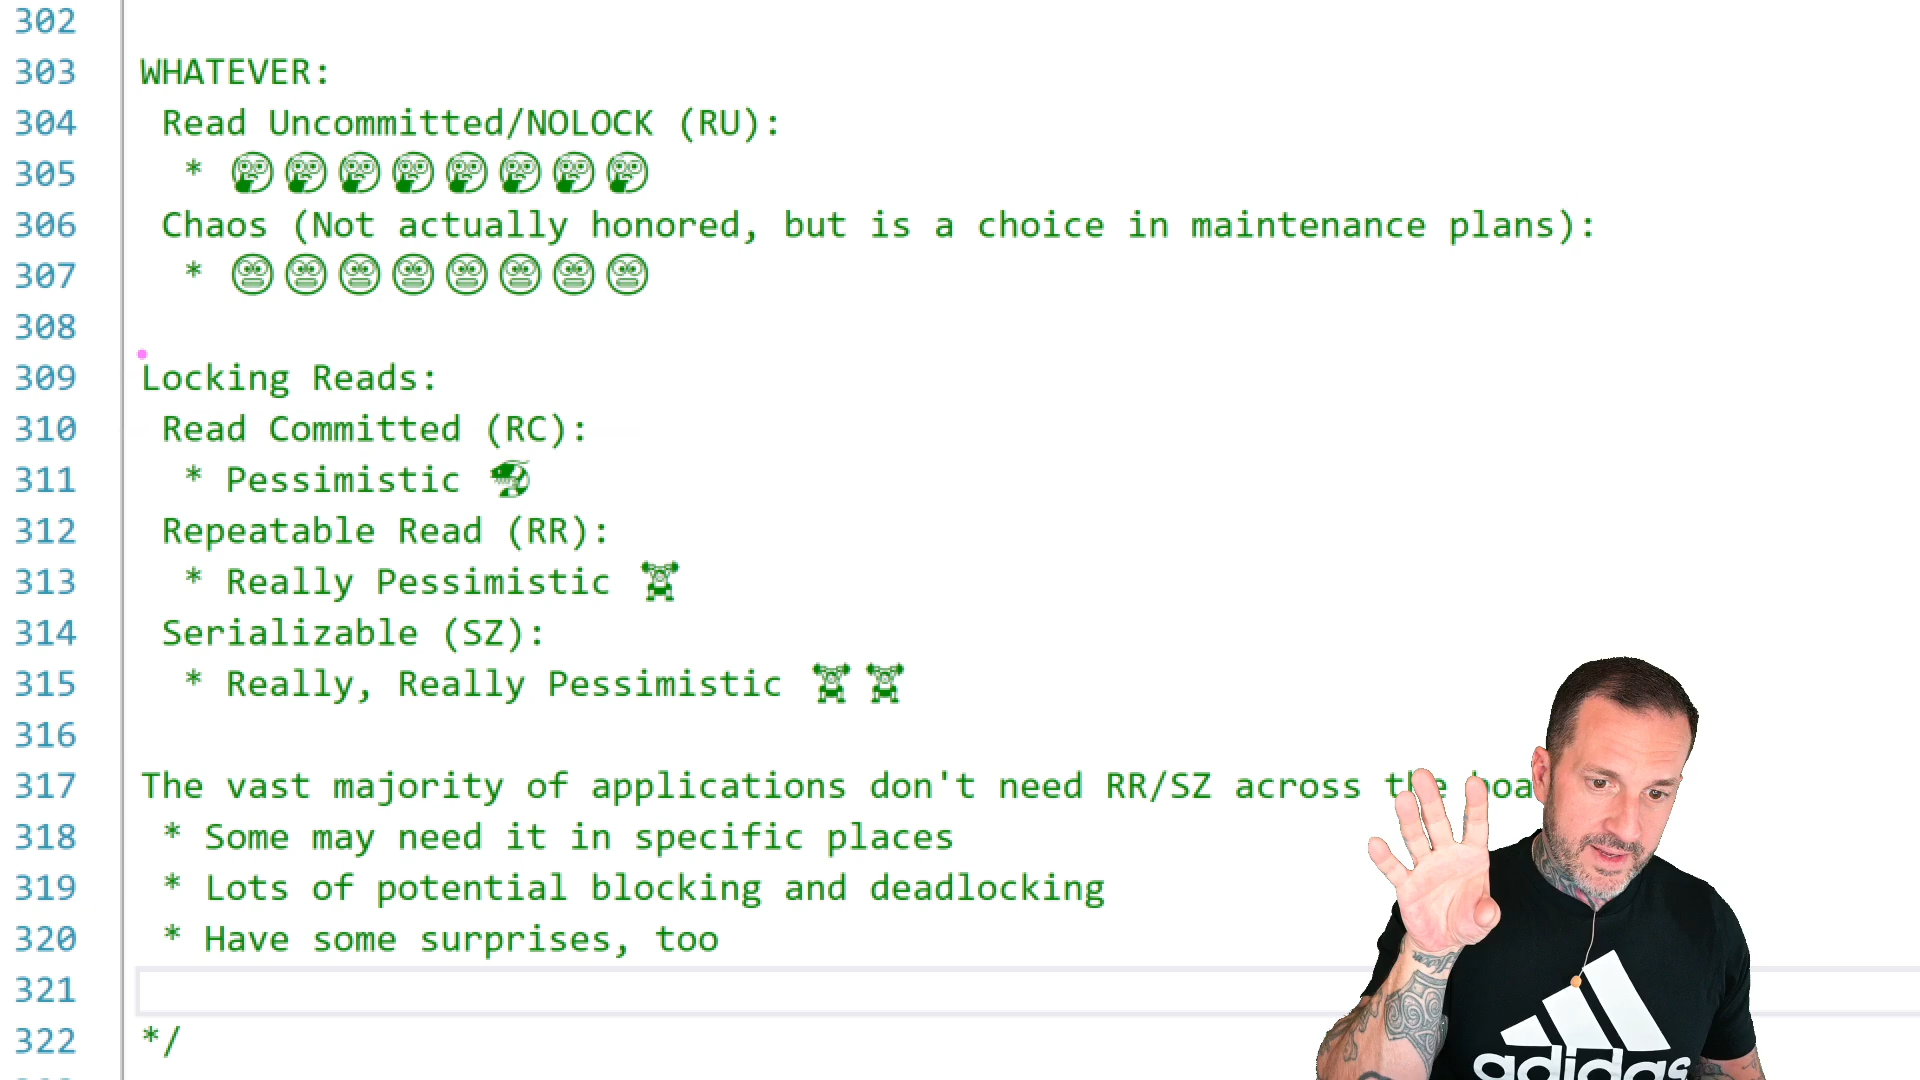 302
303 WHATEVER:
304 Read Uncommitted/NOLOCK (RU):
305 * 🤔🤔🤔🤔🤔🤔🤔🤔
306 Chaos (Not actually honored, but is a choice in maintenance plans):
307 * 😬😬😬😬😬😬😬😬
308
309 Locking Reads:
310 Read Committed (RC):
311 * Pessimistic 🦐
312 Repeatable Read (RR):
313 * Really Pessimistic 🏋
314 Serializable (SZ):
315 * Really, Really Pessimistic 🏋🏋
316
317 The vast majority of applications don't need RR/SZ across the
318 * Some may need it in specific places
319 * Lots of potential blocking and deadlocking
320 * Have some surprises, too
321
322 */
adidas